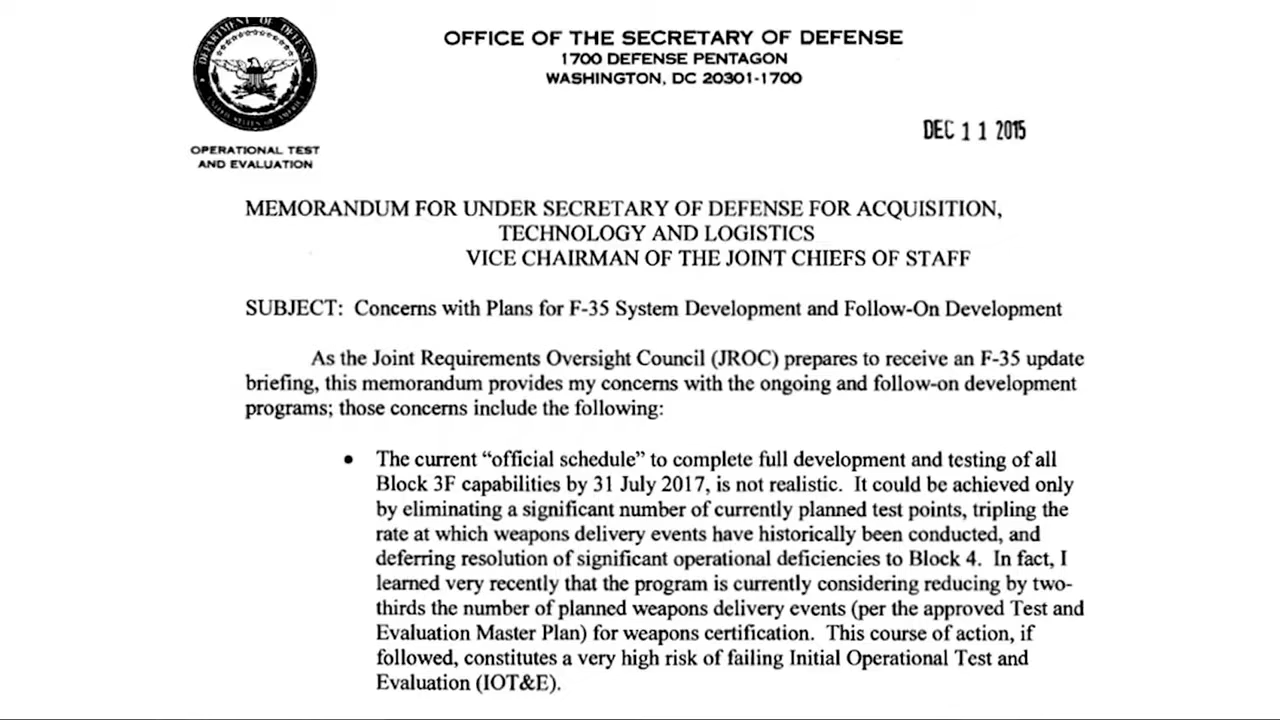 DEPARTMENT OF DEFENSE
UNITED STATES OF AMERICA
OPERATIONAL TEST
AND EVALUATION
OFFICE OF THE SECRETARY OF DEFENSE
1700 DEFENSE PENTAGON
WASHINGTON, DC 20301-1700
DEC 11 2015
MEMORANDUM FOR UNDER SECRETARY OF DEFENSE FOR ACQUISITION,
TECHNOLOGY AND LOGISTICS
VICE CHAIRMAN OF THE JOINT CHIEFS OF STAFF
SUBJECT: Concerns with Plans for F-35 System Development and Follow-On Development
As the Joint Requirements Oversight Council (JROC) prepares to receive an F-35 update
briefing, this memorandum provides my concerns with the ongoing and follow-on development
programs; those concerns include the following:
• The current “official schedule” to complete full development and testing of all
Block 3F capabilities by 31 July 2017, is not realistic. It could be achieved only
by eliminating a significant number of currently planned test points, tripling the
rate at which weapons delivery events have historically been conducted, and
deferring resolution of significant operational deficiencies to Block 4. In fact, I
learned very recently that the program is currently considering reducing by two-
thirds the number of planned weapons delivery events (per the approved Test and
Evaluation Master Plan) for weapons certification. This course of action, if
followed, constitutes a very high risk of failing Initial Operational Test and
Evaluation (IOT&E).